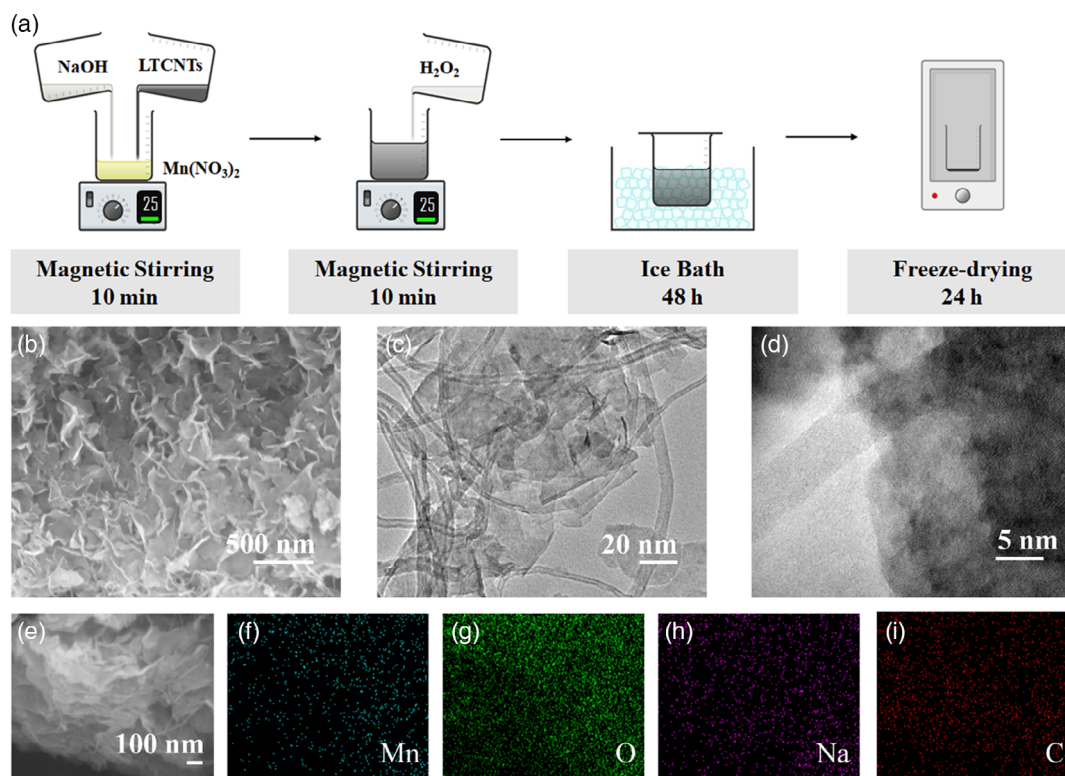 (a)
NaOH LTCNTs
Mn(NO₃)₂
25
H₂O₂
25
Magnetic Stirring
10 min
Magnetic Stirring
10 min
Ice Bath
48 h
Freeze-drying
24 h
(b)
500 nm
(c)
20 nm
(d)
5 nm
(e)
100 nm
(f)
Mn
(g)
O
(h)
Na
(i)
C